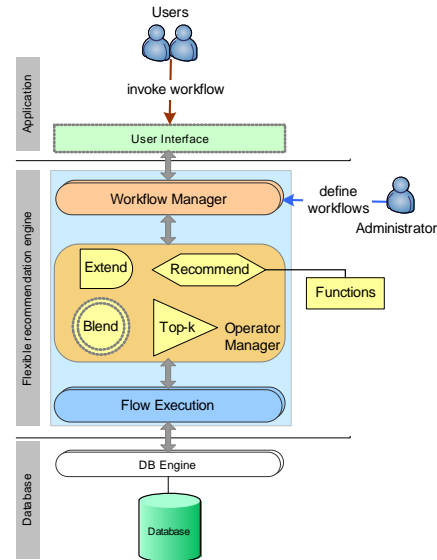 Users
invoke workflow
Application
User Interface
Flexible recommendation engine
Workflow Manager
define
workflows
Administrator
Extend
Recommend
Functions
Blend
Top-k
Operator
Manager
Flow Execution
Database
DB Engine
Database